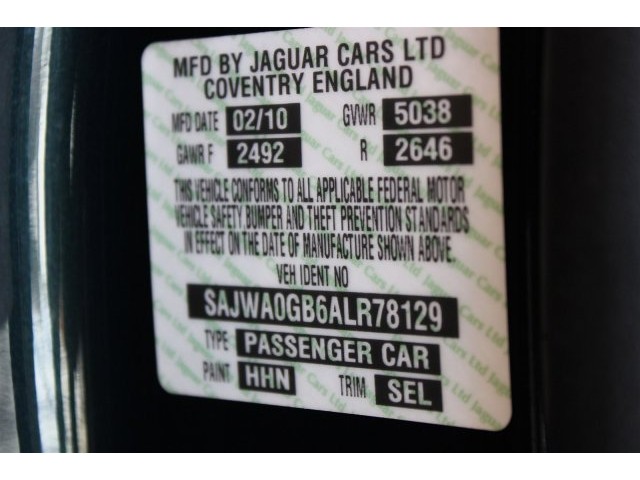 MFD BY JAGUAR CARS LTD
COVENTRY ENGLAND
MFD DATE 02/10 GVWR 5038
GAWR F 2492 R 2646
THIS VEHICLE CONFORMS TO ALL APPLICABLE FEDERAL MOTOR
VEHICLE SAFETY, BUMPER AND THEFT PREVENTION STANDARDS
IN EFFECT ON THE DATE OF MANUFACTURE SHOWN ABOVE.
VEH IDENT NO
SAJWA0GB6ALR78129
TYPE PASSENGER CAR
PAINT HHN TRIM SEL